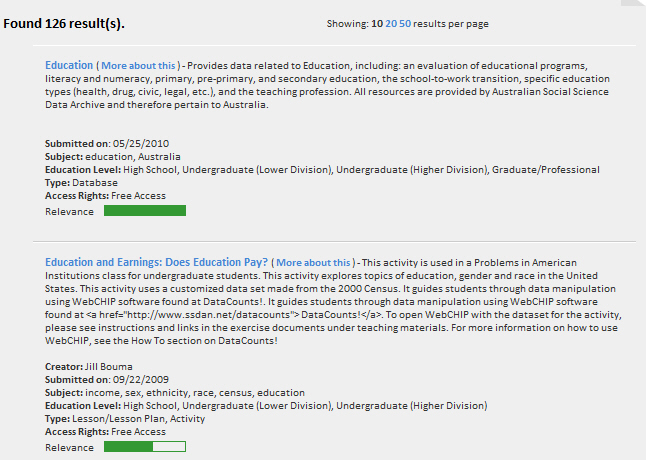 Found 126 result(s).
Showing: 10 20 50 results per page
Education ( More about this ) - Provides data related to Education, including: an evaluation of educational programs,
literacy and numeracy, primary, pre-primary, and secondary education, the school-to-work transition, specific education
types (health, drug, civic, legal, etc.), and the teaching profession. All resources are provided by Australian Social Science
Data Archive and therefore pertain to Australia.
Submitted on: 05/25/2010
Subject: education, Australia
Education Level: High School, Undergraduate (Lower Division), Undergraduate (Higher Division), Graduate/Professional
Type: Database
Access Rights: Free Access
Relevance
Education and Earnings: Does Education Pay? ( More about this ) - This activity is used in a Problems in American
Institutions class for undergraduate students. This activity explores topics of education, gender and race in the United
States. This activity uses a customized data set made from the 2000 Census. It guides students through data manipulation
using WebCHIP software found at DataCounts!. It guides students through data manipulation using WebCHIP software
found at <a href="http://www.ssdan.net/datacounts"> DataCounts!</a>. To open WebCHIP with the dataset for the activity,
please see instructions and links in the exercise documents under teaching materials. For more information on how to use
WebCHIP, see the How To section on DataCounts!
Creator: Jill Bouma
Submitted on: 09/22/2009
Subject: income, sex, ethnicity, race, census, education
Education Level: High School, Undergraduate (Lower Division), Undergraduate (Higher Division)
Type: Lesson/Lesson Plan, Activity
Access Rights: Free Access
Relevance